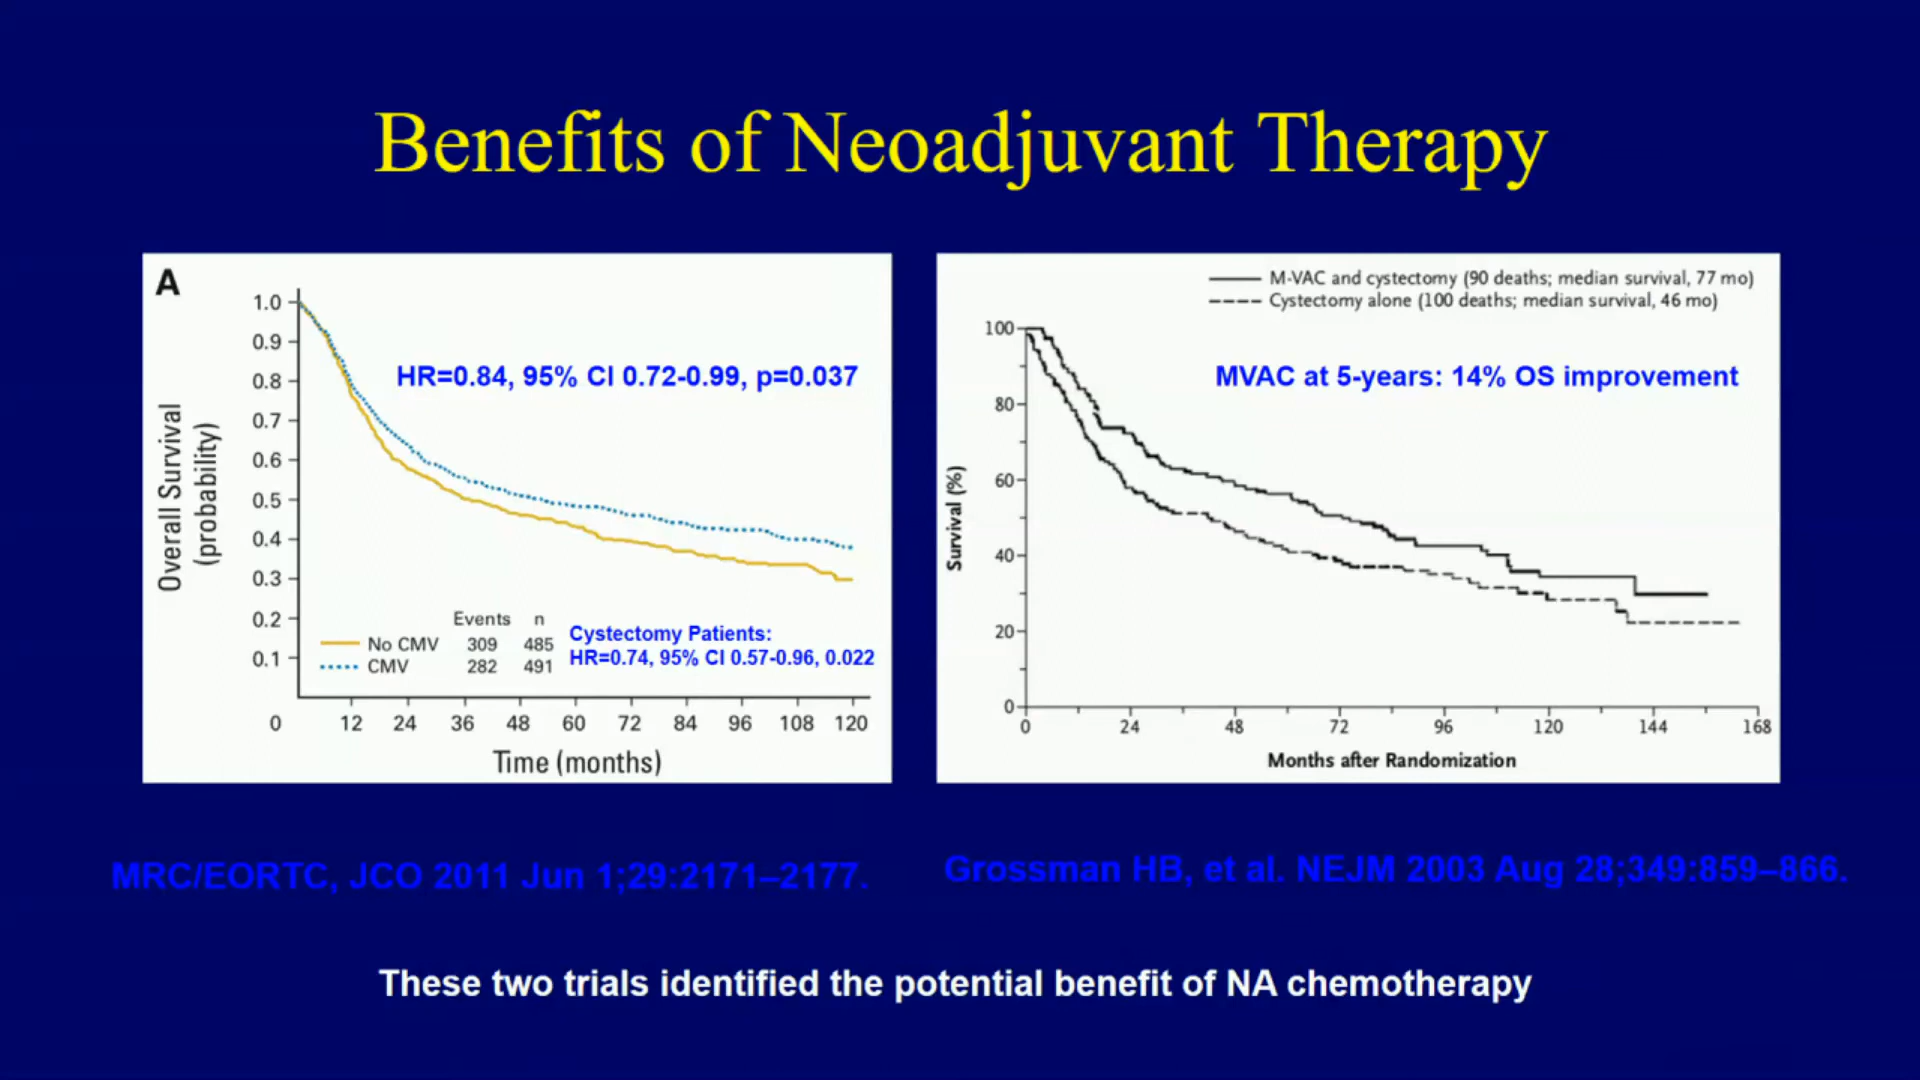 Benefits of Neoadjuvant Therapy
A
Overall Survival
(probability)
1.0
0.9
0.8
0.7
0.6
0.5
0.4
0.3
0.2
0.1
HR=0.84, 95% CI 0.72-0.99, p=0.037
Events n
No CMV 309 485
CMV 282 491
Cystectomy Patients:
HR=0.74, 95% CI 0.57-0.96, 0.022
0 12 24 36 48 60 72 84 96 108 120
Time (months)
M-VAC and cystectomy (90 deaths; median survival, 77 mo)
Cystectomy alone (100 deaths; median survival, 46 mo)
MVAC at 5-years: 14% OS improvement
Survival (%)
100
80
60
40
20
0
0 24 48 72 96 120 144 168
Months after Randomization
MRC/EORTC, JCO 2011 Jun 1;29:2171–2177.
Grossman HB, et al. NEJM 2003 Aug 28;349:859–866.
These two trials identified the potential benefit of NA chemotherapy